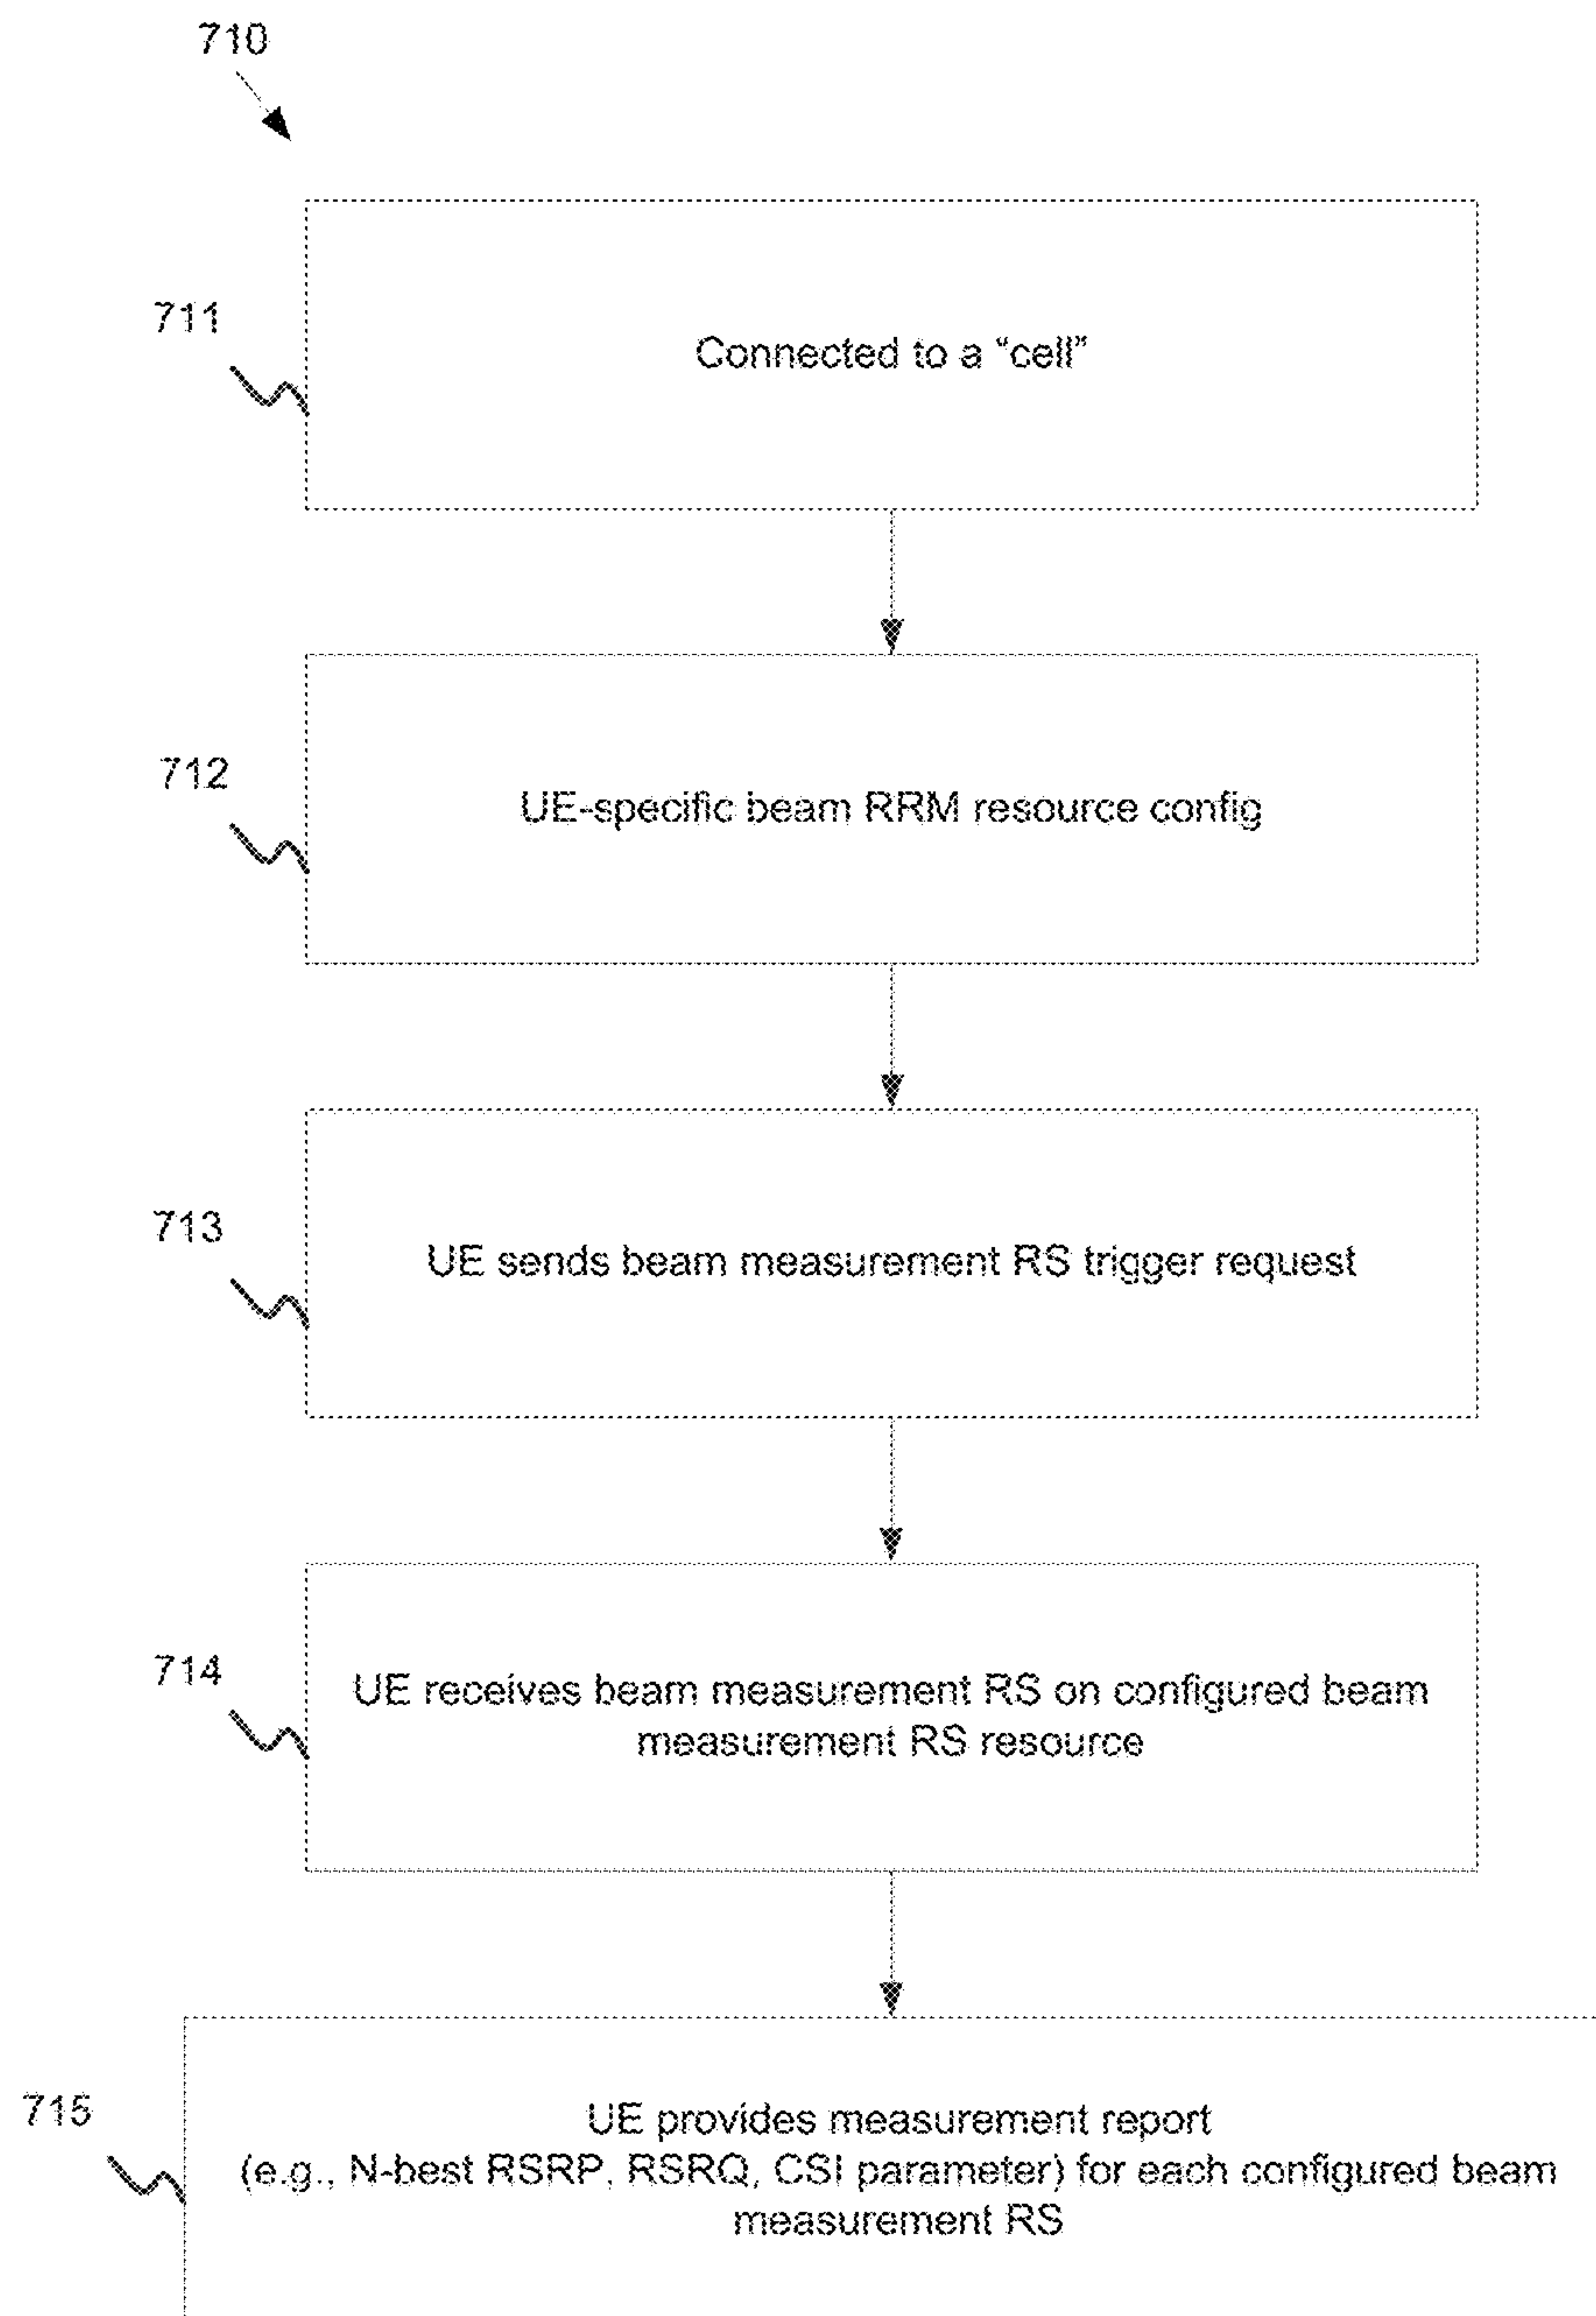 710
711
Connected to a “cell”
712
UE-specific beam RRM resource config
713
UE sends beam measurement RS trigger request
714
UE receives beam measurement RS on configured beam
measurement RS resource
715
UE provides measurement report
(e.g., N-best RSRP, RSRQ, CSI parameter) for each configured beam
measurement RS